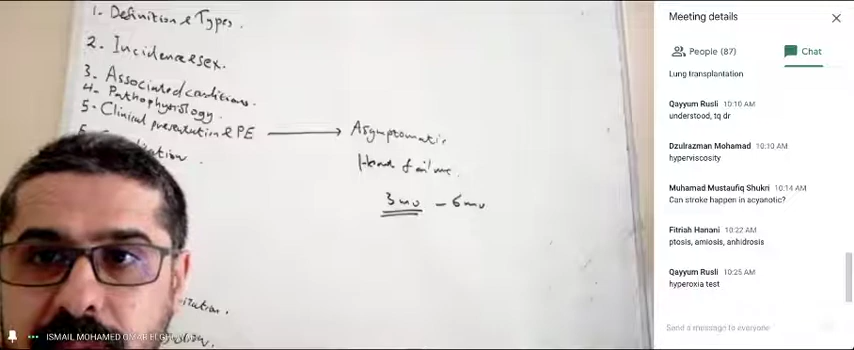 1. Definition & Types.
2. Incidence & sex.
3. Associated conditions.
4- Pathophysiology.
5- Clinical presentation & PE
Asymptomatic
Heart failure.
3mo - 6mo
ISMAIL MOHAMED OMAR
Meeting details
People (87)
Chat
Lung transplantation
Qayyum Rusli 10:10 AM
understood, tq dr
Dzulrazman Mohamad 10:10 AM
hyperviscosity
Muhamad Mustaufiq Shukri 10:14 AM
Can stroke happen in acyanotic?
Fitriah Hanani 10:22 AM
ptosis, amiosis, anhidrosis
Qayyum Rusli 10:25 AM
hyperoxia test
Send a message to everyone